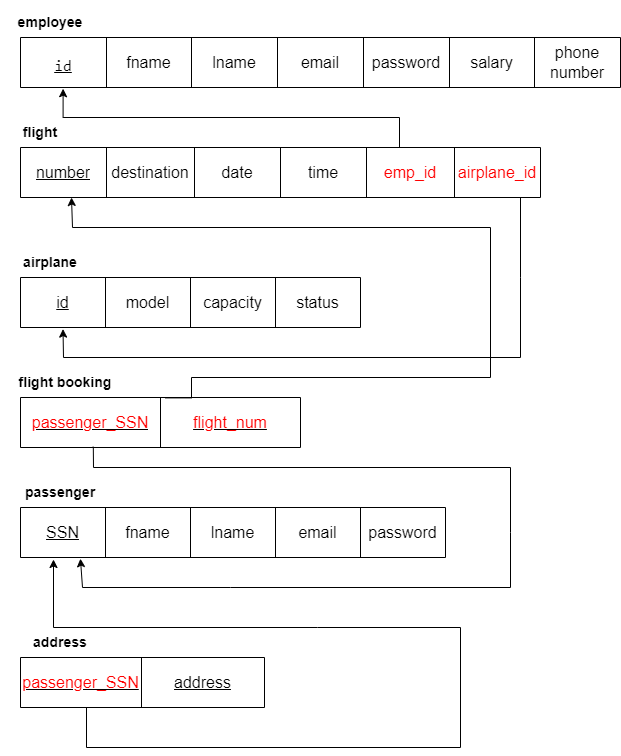 employee
id fname lname email password salary phone
number
flight
number destination date time emp_id airplane_id
airplane
id model capacity status
flight booking
passenger_SSN flight_num
passenger
SSN fname lname email password
address
passenger_SSN address